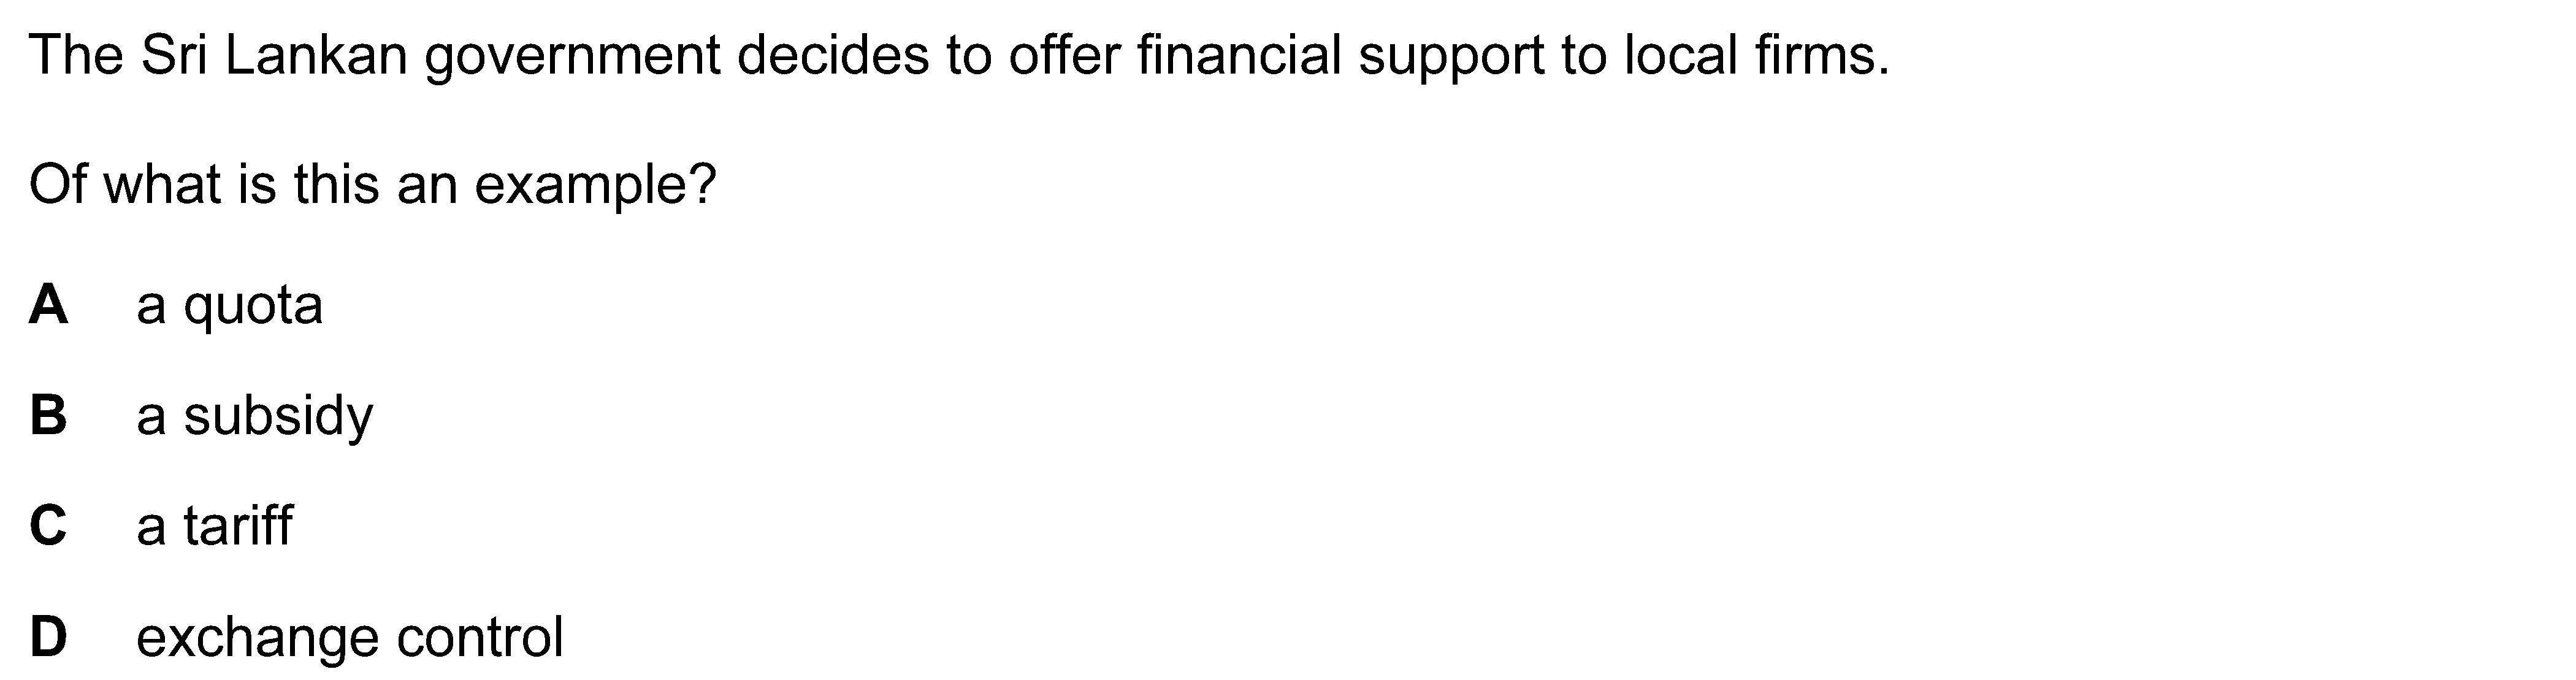 The Sri Lankan government decides to offer financial support to local firms.
Of what is this an example?
A a quota
B a subsidy
C a tariff
D exchange control